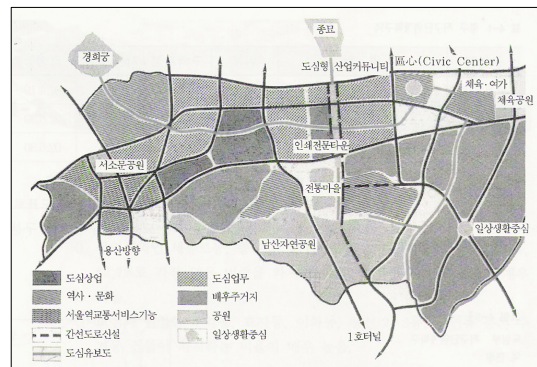 종묘
경희궁
도심형 산업커뮤니티
區心(Civic Center)
체육·여가
체육공원
인쇄전문타운
서소문공원
전통마을
일상생활중심
남산자연공원
용산방향
1호터널
도심상업
도심업무
역사·문화
배후주거지
서울역교통서비스기능
공원
간선도로신설
일상생활중심
도심유보도